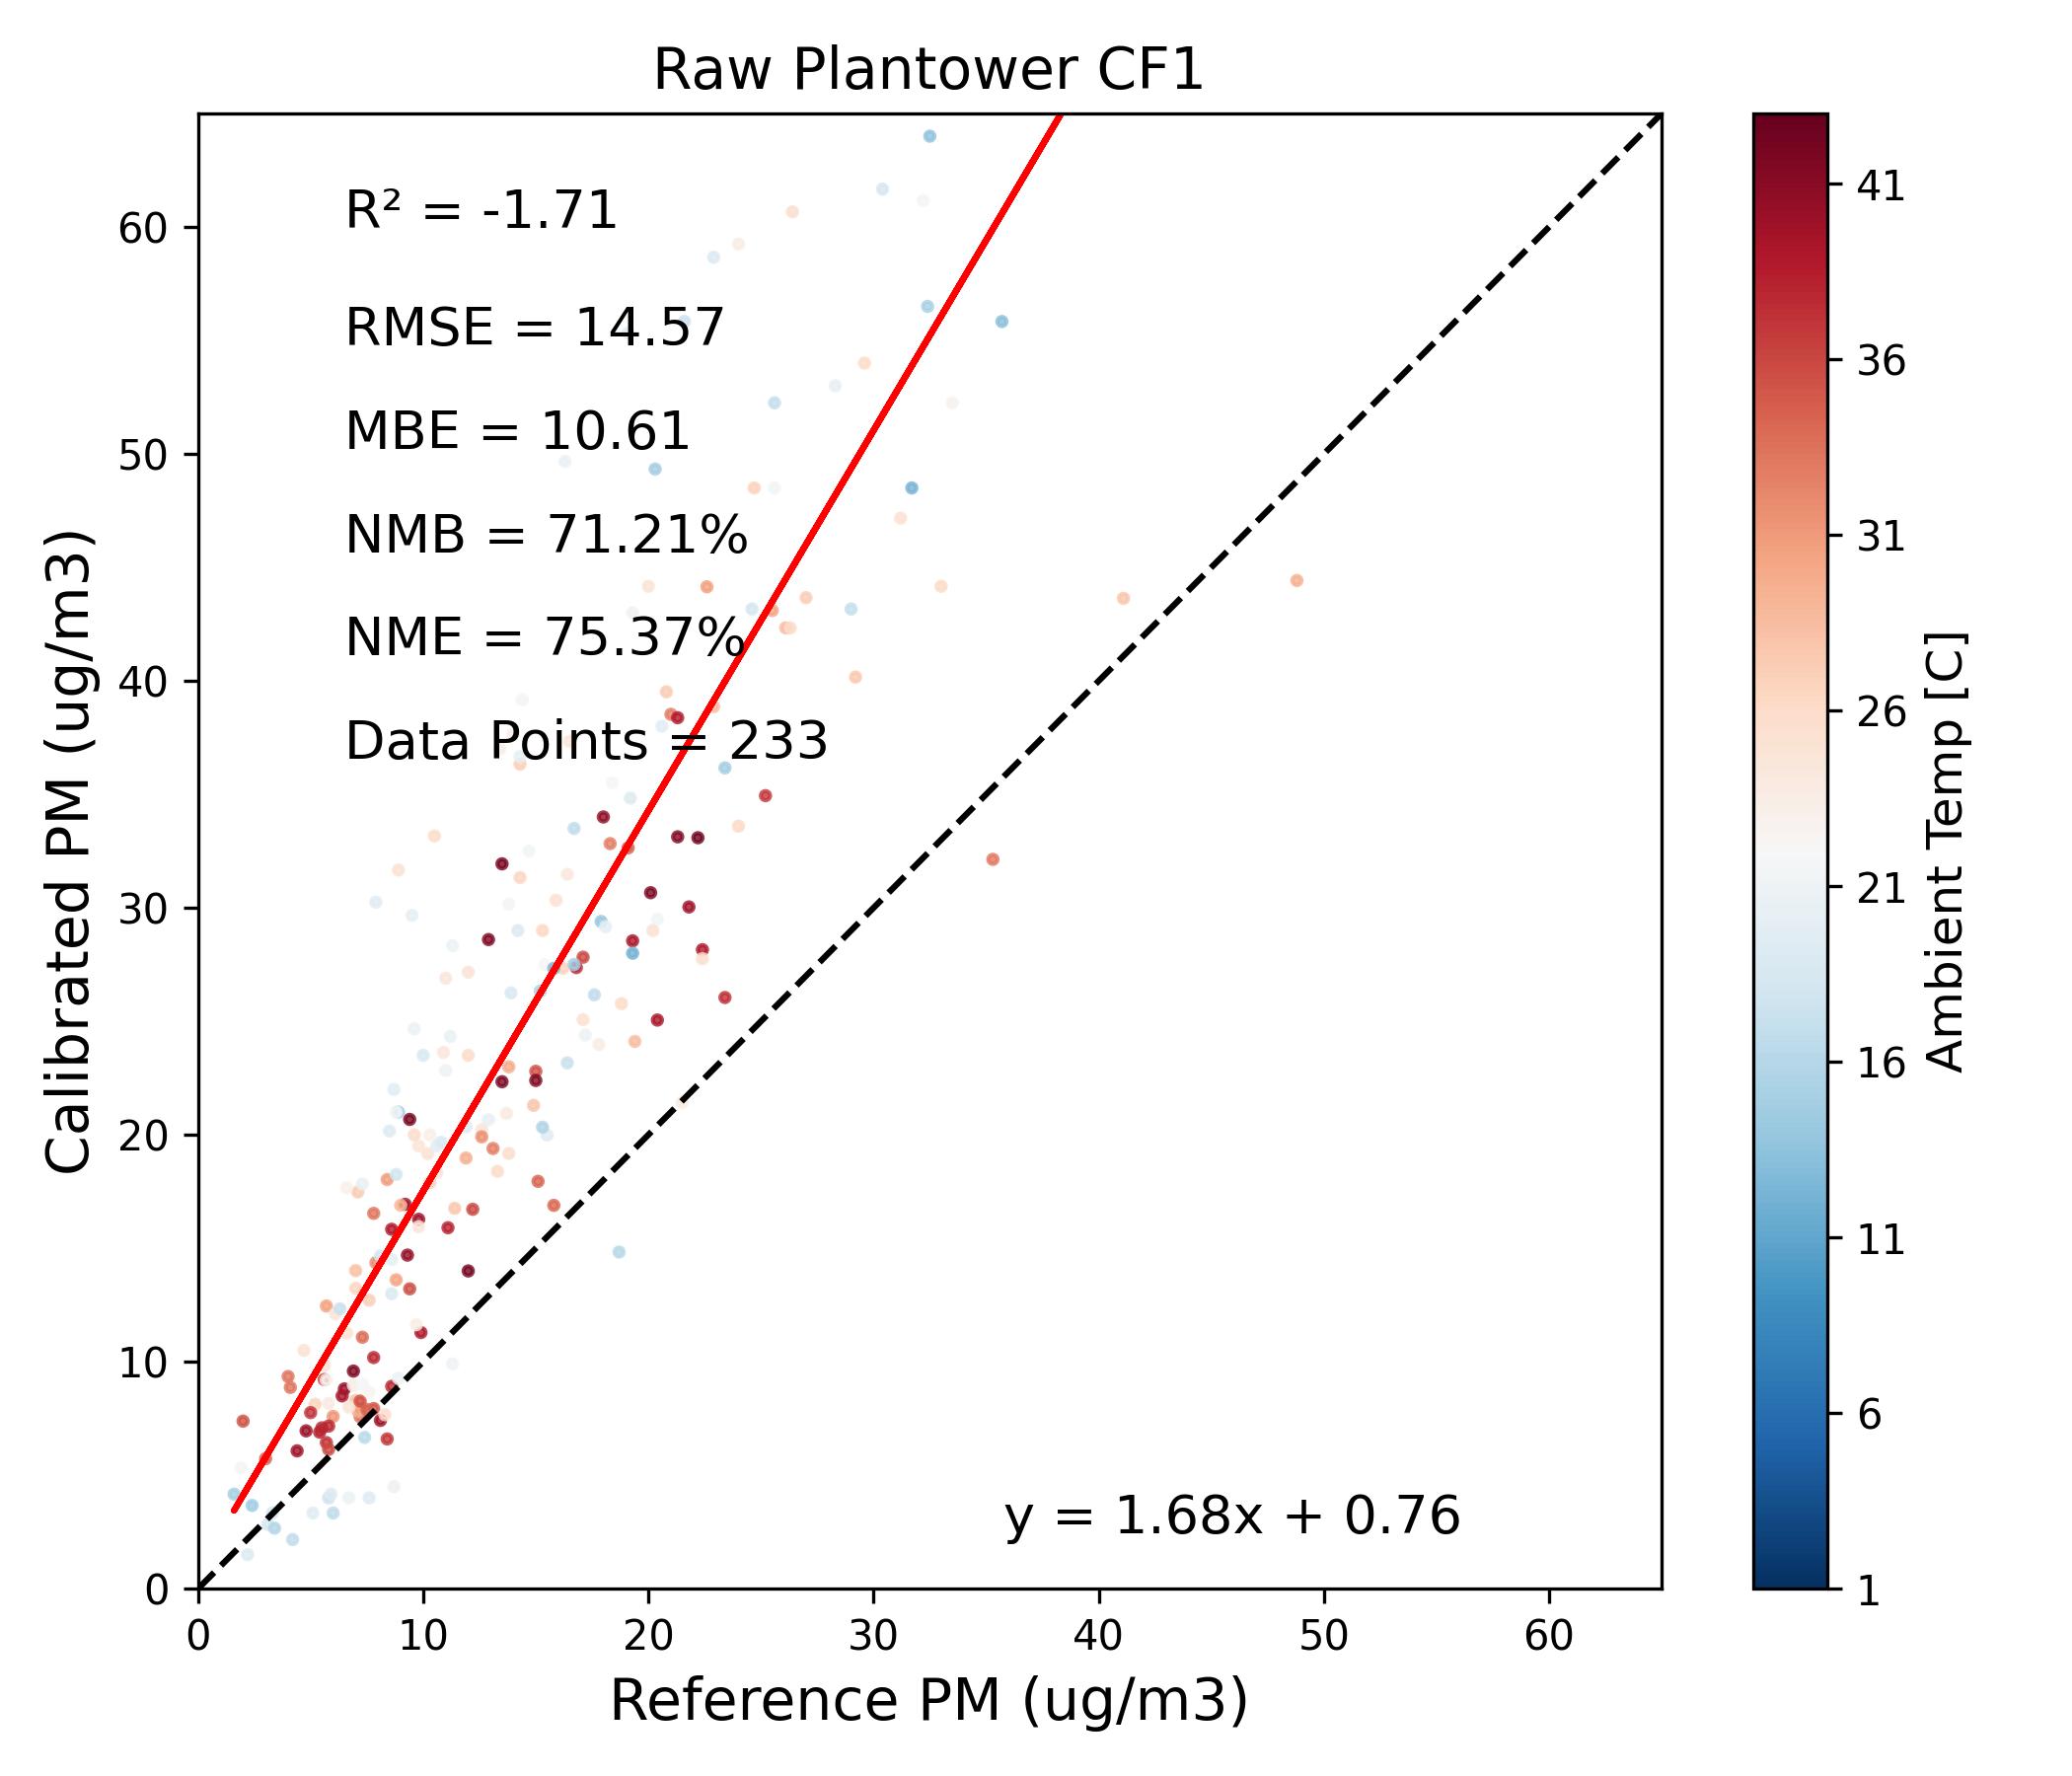 Raw Plantower CF1
R² = -1.71
RMSE = 14.57
MBE = 10.61
NMB = 71.21%
NME = 75.37%
Data Points = 233
y = 1.68x + 0.76
Calibrated PM (ug/m3)
60
50
40
30
20
10
0
0 10 20 30 40 50 60
Reference PM (ug/m3)
41
36
31
26
21
16
11
6
1
Ambient Temp [C]